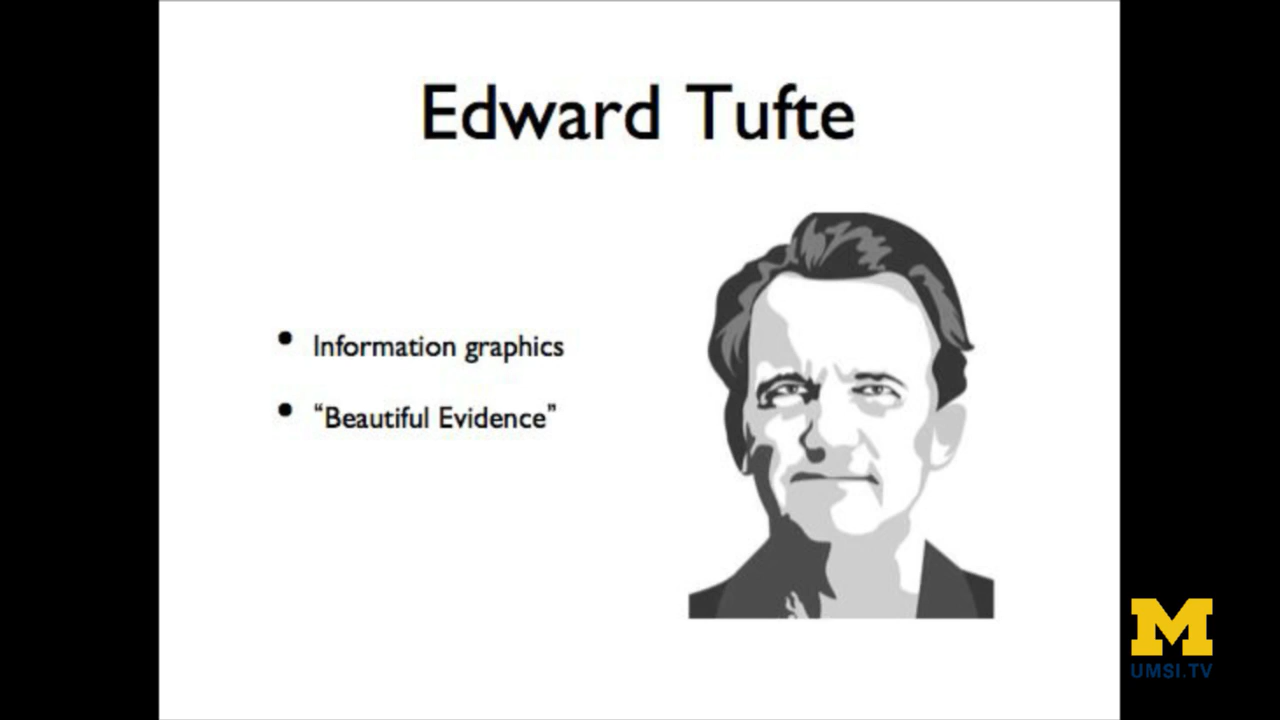 Edward Tufte
• Information graphics
• “Beautiful Evidence”
M
UMSI.TV